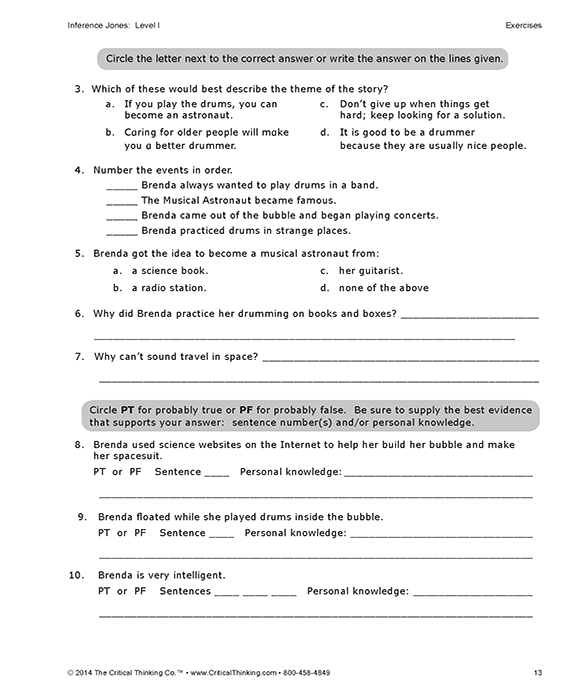 Inference Jones: Level I Exercises
Circle the letter next to the correct answer or write the answer on the lines given.
3. Which of these would best describe the theme of the story?
a. If you play the drums, you can become an astronaut.
c. Don't give up when things get hard; keep looking for a solution.
b. Caring for older people will make you a better drummer.
d. It is good to be a drummer because they are usually nice people.
4. Number the events in order.
_____ Brenda always wanted to play drums in a band.
_____ The Musical Astronaut became famous.
_____ Brenda came out of the bubble and began playing concerts.
_____ Brenda practiced drums in strange places.
5. Brenda got the idea to become a musical astronaut from:
a. a science book. c. her guitarist.
b. a radio station. d. none of the above
6. Why did Brenda practice her drumming on books and boxes? ______________________
7. Why can't sound travel in space? ______________________
Circle PT for probably true or PF for probably false. Be sure to supply the best evidence
that supports your answer: sentence number(s) and/or personal knowledge.
8. Brenda used science websites on the Internet to help her build her bubble and make
her spacesuit.
PT or PF Sentence ____ Personal knowledge: ______________________
9. Brenda floated while she played drums inside the bubble.
PT or PF Sentence ____ Personal knowledge: ______________________
10. Brenda is very intelligent.
PT or PF Sentences ____ ____ ____ Personal knowledge: ______________________
© 2014 The Critical Thinking Co.™ • www.CriticalThinking.com • 800-458-4849 13